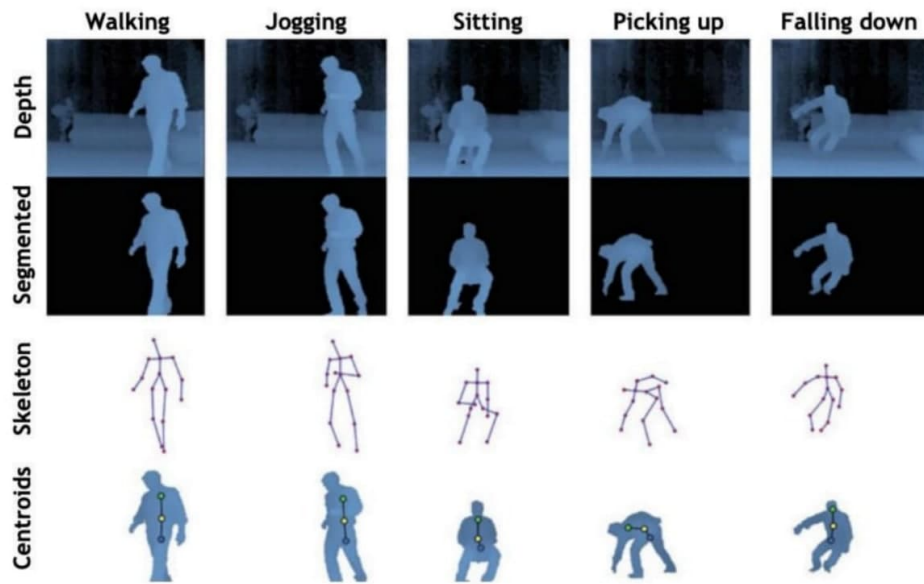 Walking Jogging Sitting Picking up Falling down
Depth
Segmented
Skeleton
Centroids